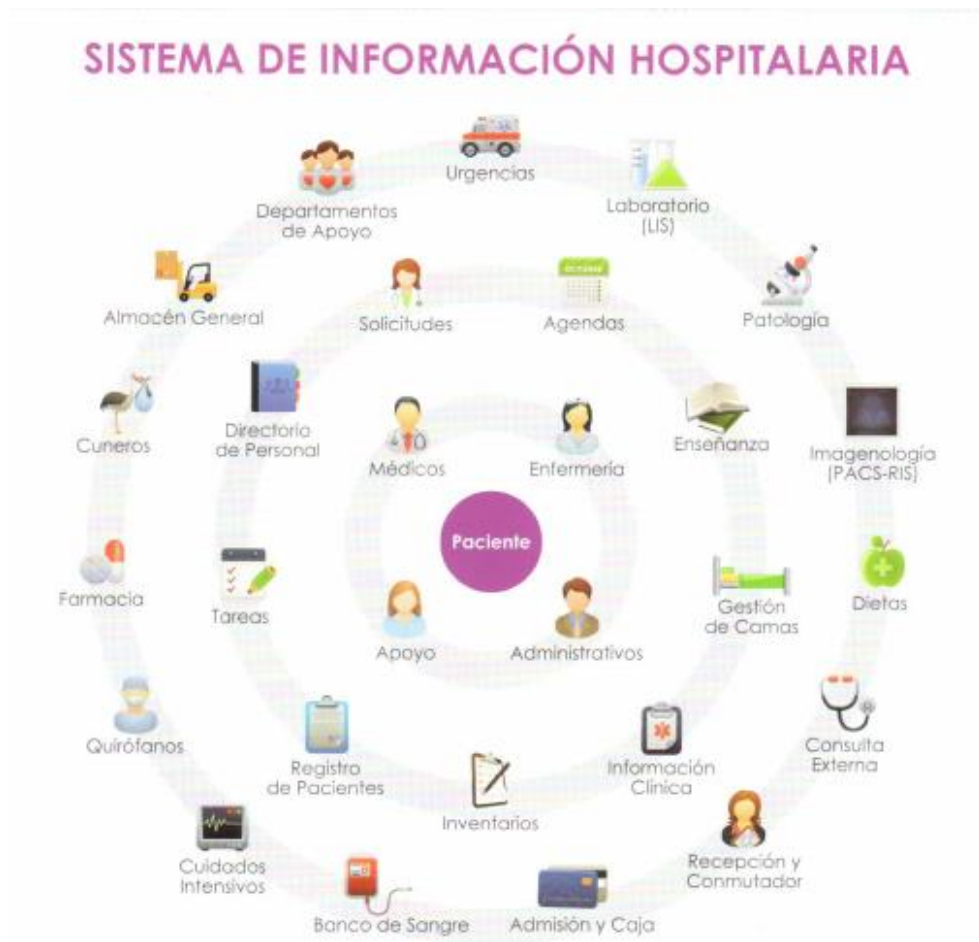 SISTEMA DE INFORMACIÓN HOSPITALARIA
Urgencias
Departamentos
de Apoyo
Laboratorio
(LIS)
Almacén General
Solicitudes
OCTUBRE
Agendas
Patología
Cuneros
Directorio
de Personal
Médicos
Enfermería
Enseñanza
Imagenología
(PACS-RIS)
Paciente
Farmacia
Tareas
Gestión
de Camas
Dietas
Apoyo
Administrativos
Quirófanos
Registro
de Pacientes
Inventarios
Información
Clínica
Consulta
Externa
Cuidados
Intensivos
Banco de Sangre
Admisión y Caja
Recepción y
Conmutador